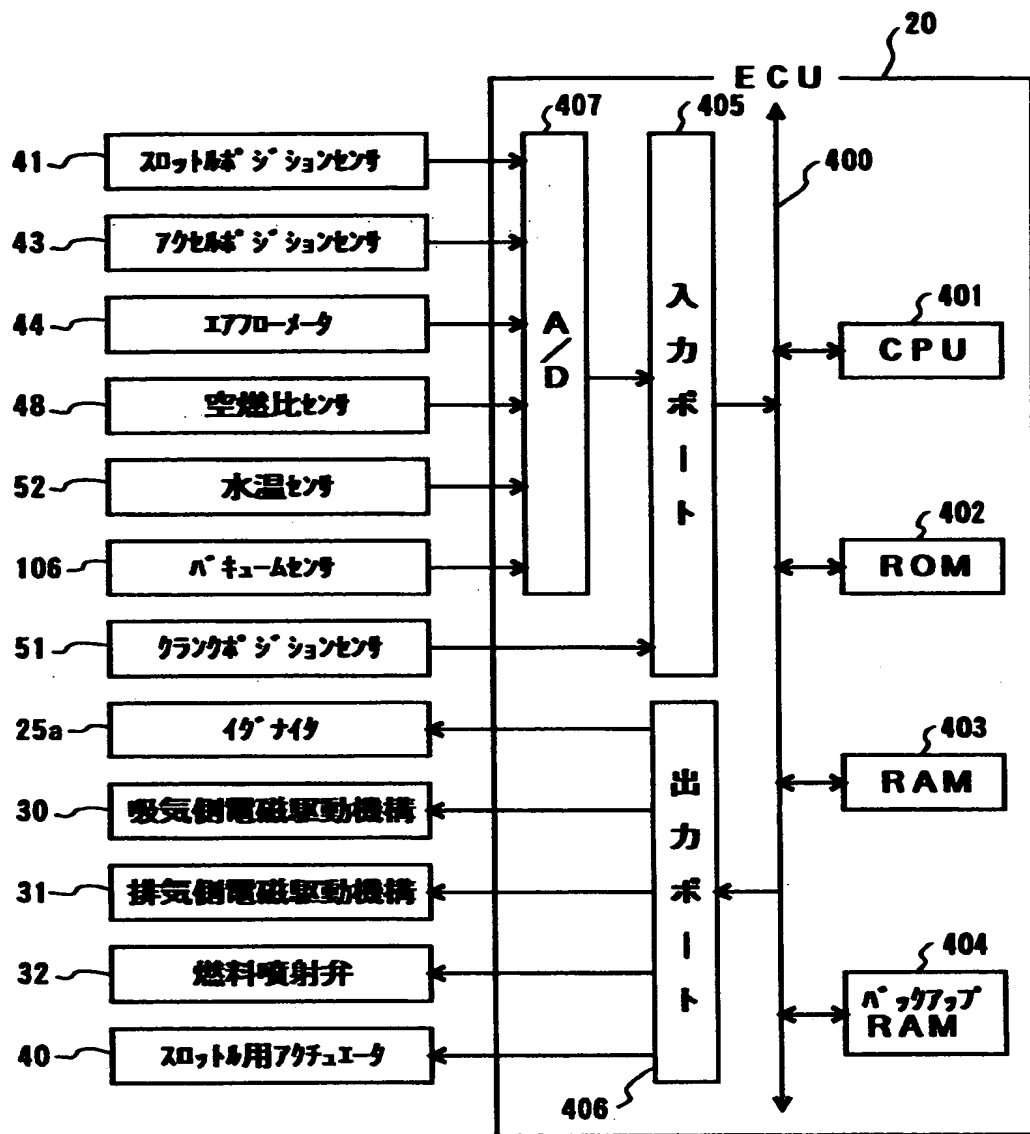 20
ECU
407
405
400
41 スロットルポジションセンサ
43 アクセルポジションセンサ
44 エアフローメータ
48 空燃比センサ
52 水温センサ
106 バキュームセンサ
51 クランクポジションセンサ
A/D
入力ポート
401
CPU
402
ROM
403
RAM
404
バックアップ
RAM
25a イグナイタ
30 吸気側電磁駆動機構
31 排気側電磁駆動機構
32 燃料噴射弁
40 スロットル用アクチュエータ
出力ポート
406